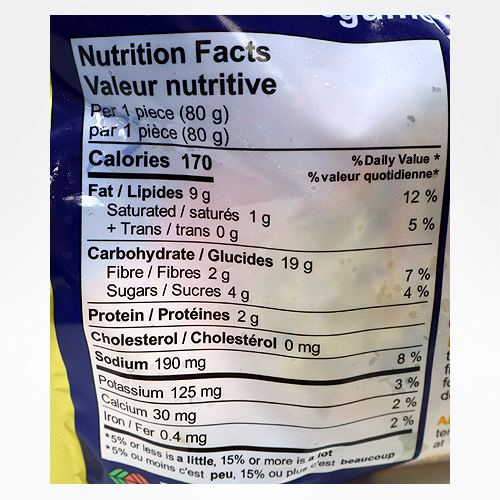 Nutrition Facts
Valeur nutritive
Per 1 piece (80 g)
par 1 pièce (80 g)
Calories 170
% Daily Value *
% valeur quotidienne*
Fat / Lipides 9 g 12 %
Saturated / saturés 1 g
+ Trans / trans 0 g 5 %
Carbohydrate / Glucides 19 g
Fibre / Fibres 2 g 7 %
Sugars / Sucres 4 g 4 %
Protein / Protéines 2 g
Cholesterol / Cholestérol 0 mg
Sodium 190 mg 8 %
Potassium 125 mg 3 %
Calcium 30 mg 2 %
Iron / Fer 0.4 mg 2 %
*5% or less is a little, 15% or more is a lot
*5% ou moins c'est peu, 15% ou plus c'est beaucoup